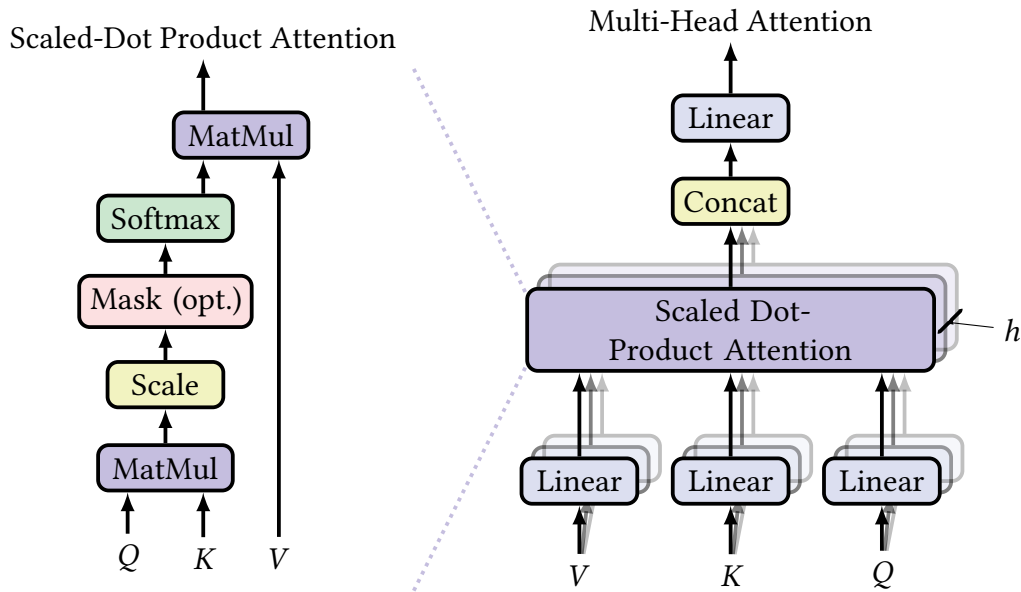 Scaled-Dot Product Attention
MatMul
Softmax
Mask (opt.)
Scale
MatMul
Q K V
Multi-Head Attention
Linear
Concat
Scaled Dot-
Product Attention
h
Linear Linear Linear
V K Q